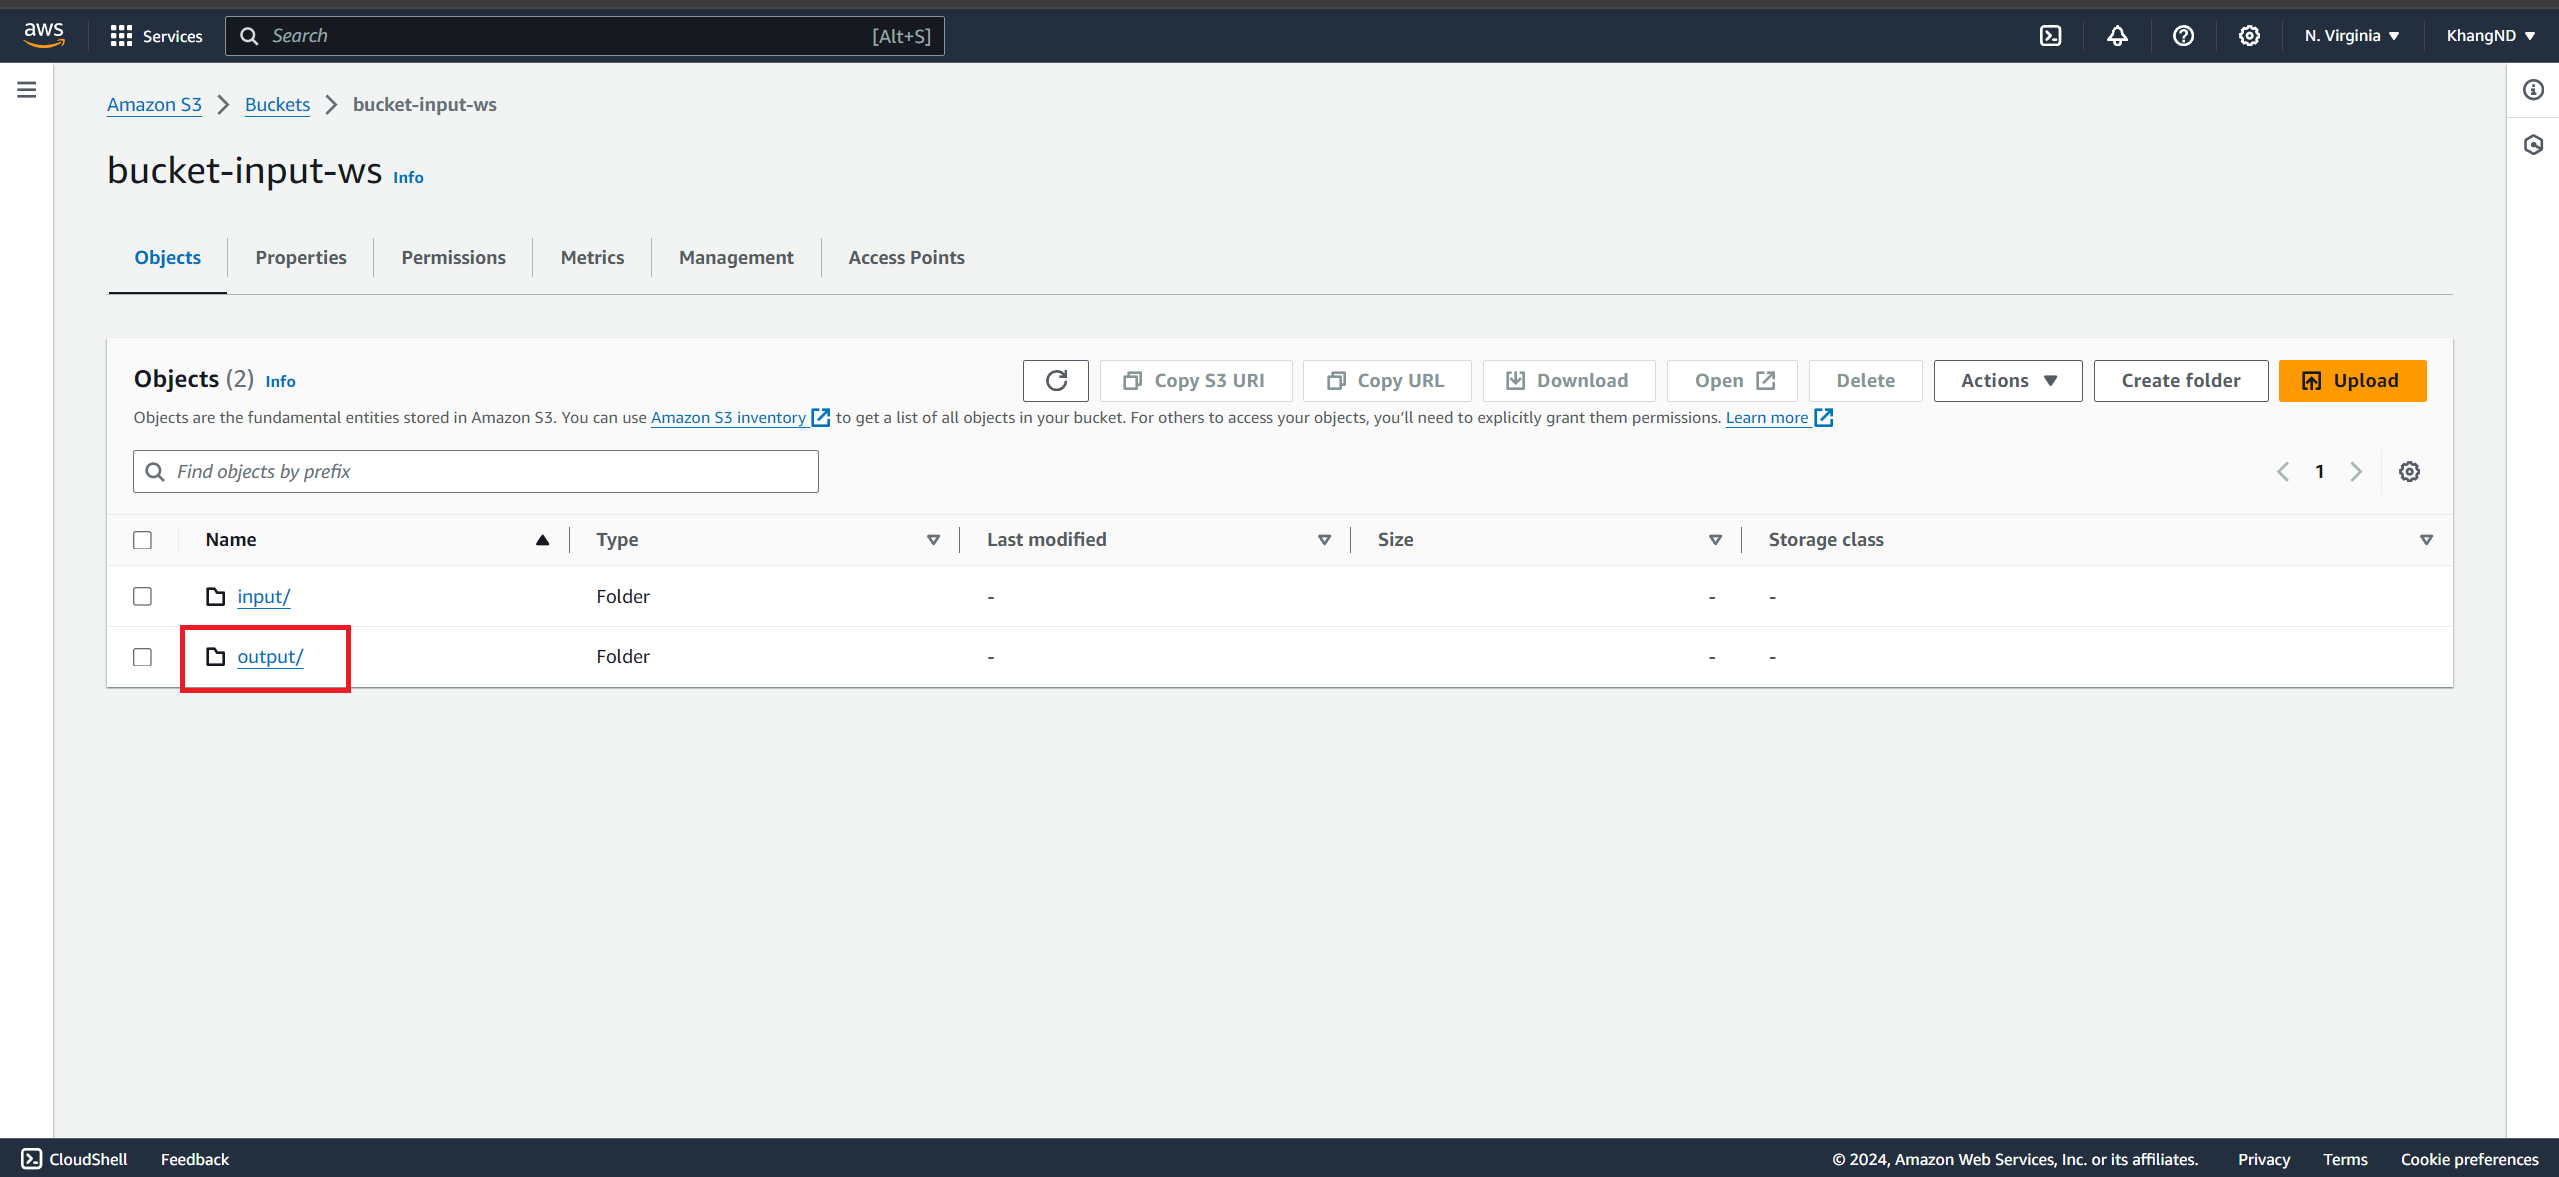 aws Services Search [Alt+S] N. Virginia KhangND
Amazon S3 Buckets bucket-input-ws
bucket-input-ws Info
Objects Properties Permissions Metrics Management Access Points
Objects (2) Info Copy S3 URI Copy URL Download Open Delete Actions Create folder Upload
Objects are the fundamental entities stored in Amazon S3. You can use Amazon S3 inventory to get a list of all objects in your bucket. For others to access your objects, you'll need to explicitly grant them permissions. Learn more
Find objects by prefix 1
Name Type Last modified Size Storage class
input/ Folder - - -
output/ Folder - - -
CloudShell Feedback © 2024, Amazon Web Services, Inc. or its affiliates. Privacy Terms Cookie preferences